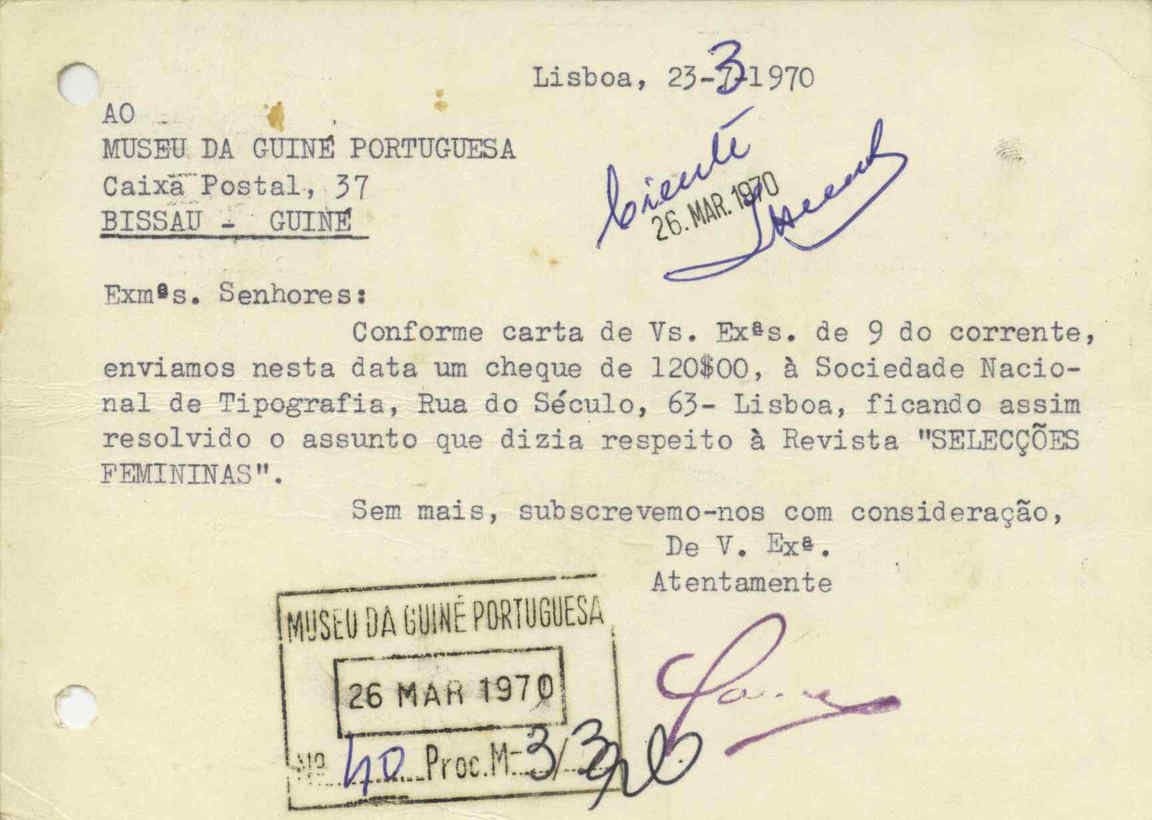 Lisboa, 23-3-1970
AO
MUSEU DA GUINÉ PORTUGUESA
Caixa Postal, 37
BISSAU - GUINÉ
Ciente
26. MAR. 1970
Exmªs. Senhores:
Conforme carta de Vs. Exªs. de 9 do corrente,
enviamos nesta data um cheque de 120$00, à Sociedade Nacio-
nal de Tipografia, Rua do Século, 63- Lisboa, ficando assim
resolvido o assunto que dizia respeito à Revista "SELECÇÕES
FEMININAS".
Sem mais, subscrevemo-nos com consideração,
De V. Exª.
Atentamente
MUSEU DA GUINÉ PORTUGUESA
26 MAR 1970
Nº 40 Proc. M-3/3